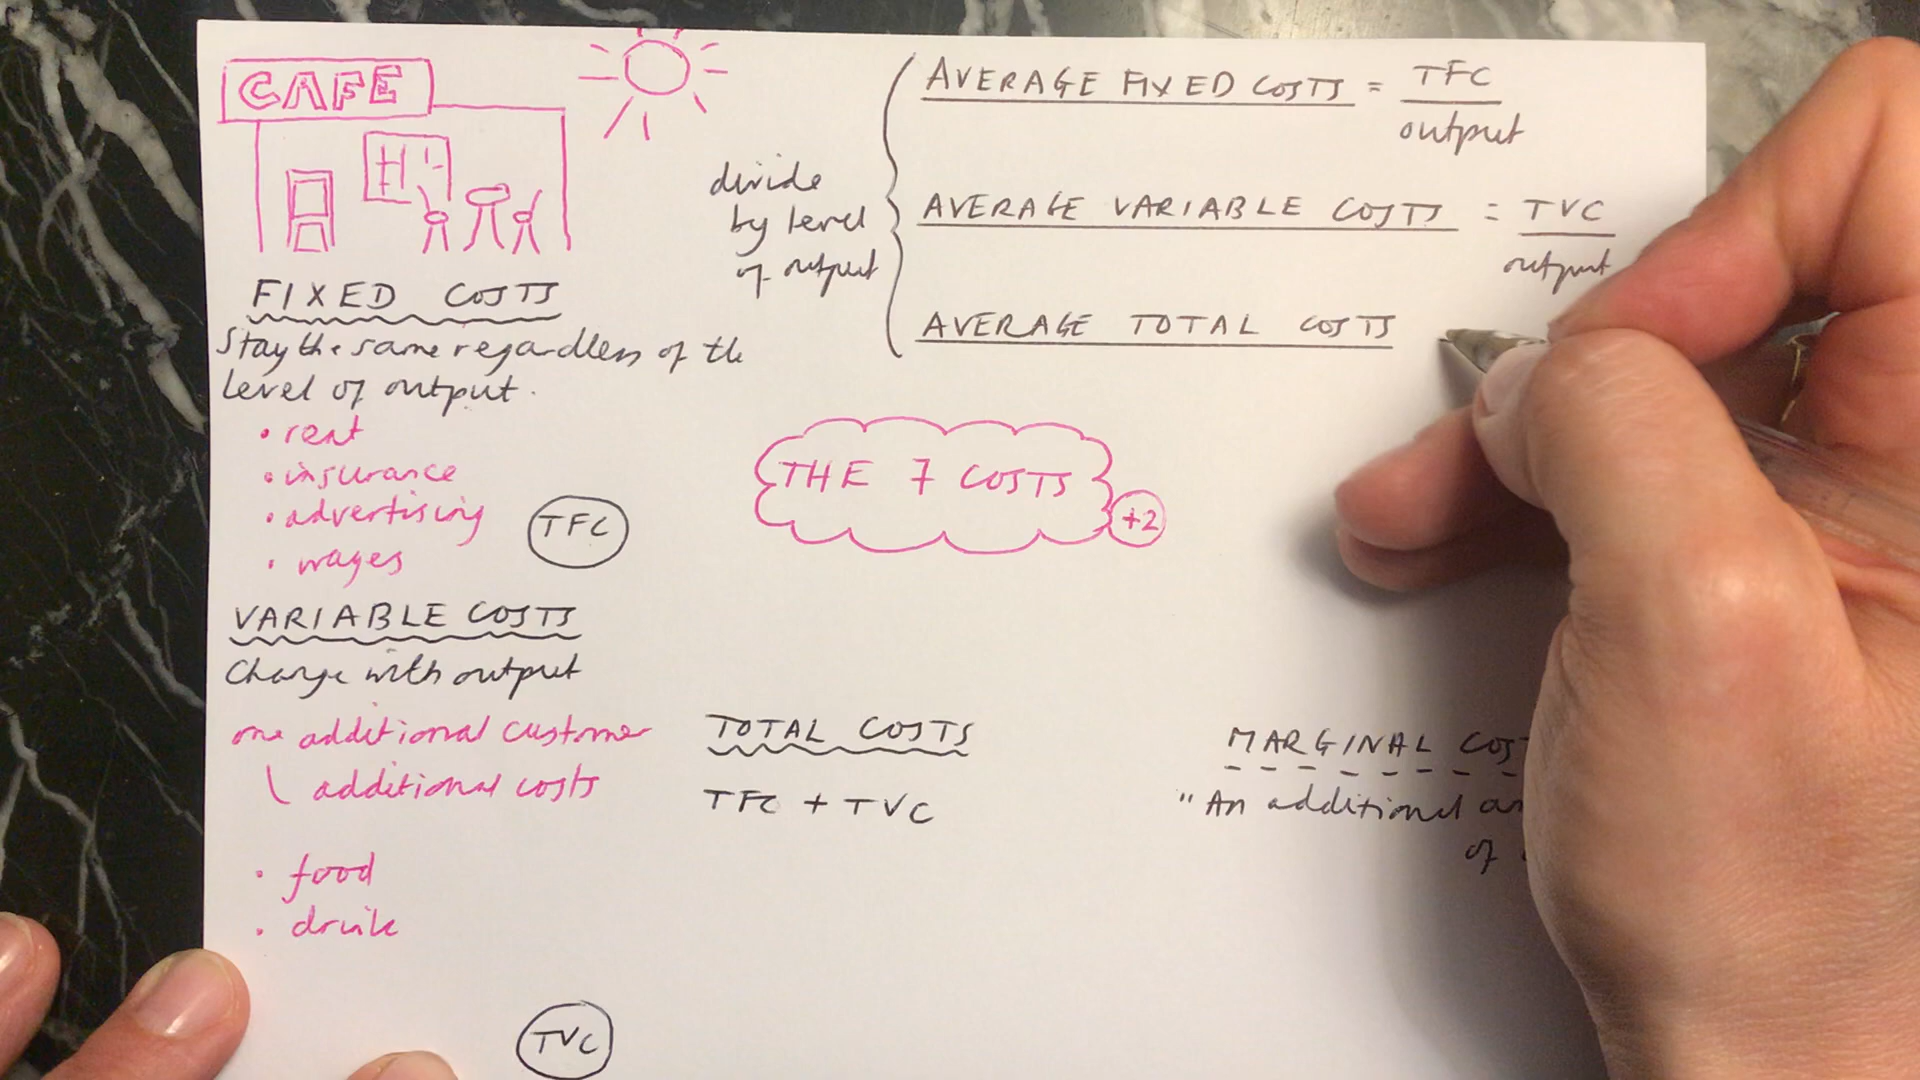 CAFE
FIXED COSTS
Stay the same regardless of the
level of output.
• rent
• insurance
• advertising
• wages
TFC
VARIABLE COSTS
Change with output
one additional customer
additional costs
• food
• drink
TVC
divide
by level
of output
AVERAGE FIXED COSTS = TFC
output
AVERAGE VARIABLE COSTS = TVC
output
AVERAGE TOTAL COSTS
THE 7 COSTS
+2
TOTAL COSTS
TFC + TVC
MARGINAL COS
"An additional
of